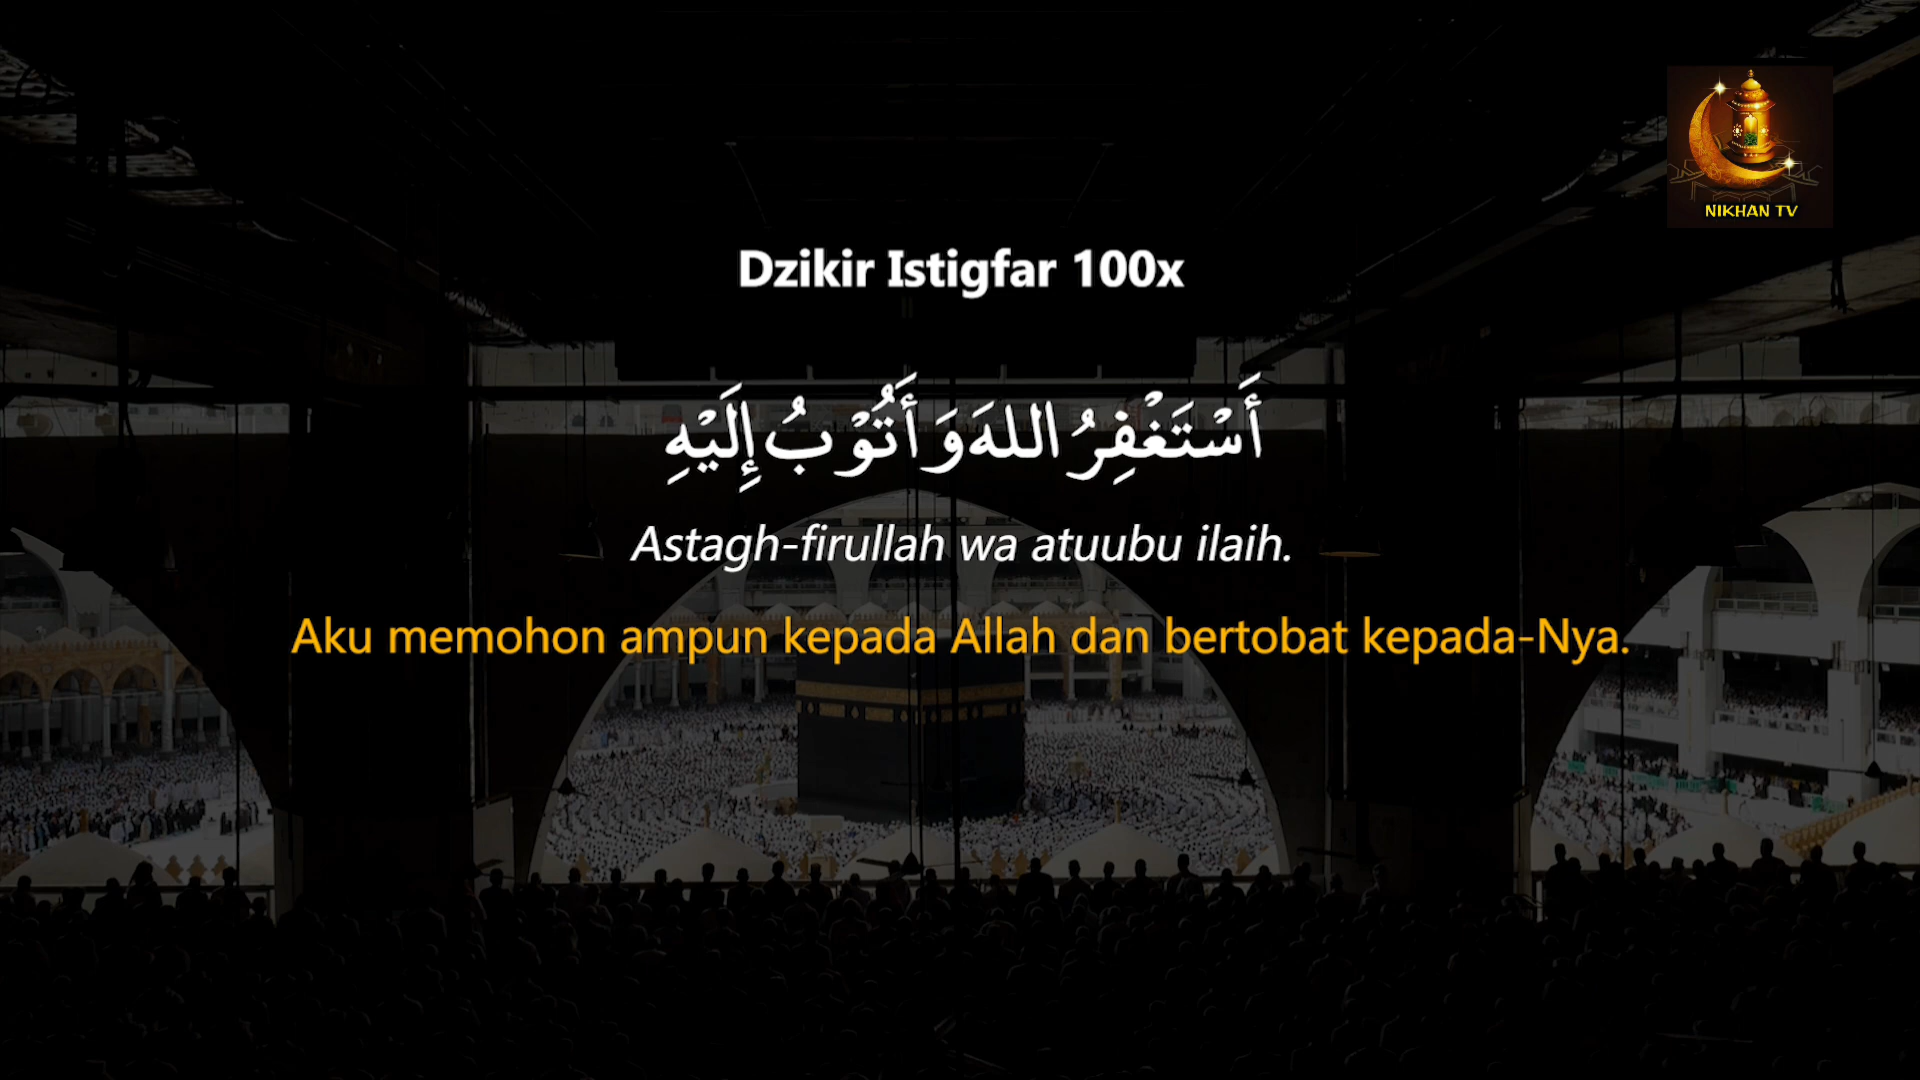 NIKHAN TV
Dzikir Istigfar 100x
أَسْتَغْفِرُ اللهَ وَ أَتُوْبُ إِلَيْهِ
Astagh-firullah wa atuubu ilaih.
Aku memohon ampun kepada Allah dan bertobat kepada-Nya.